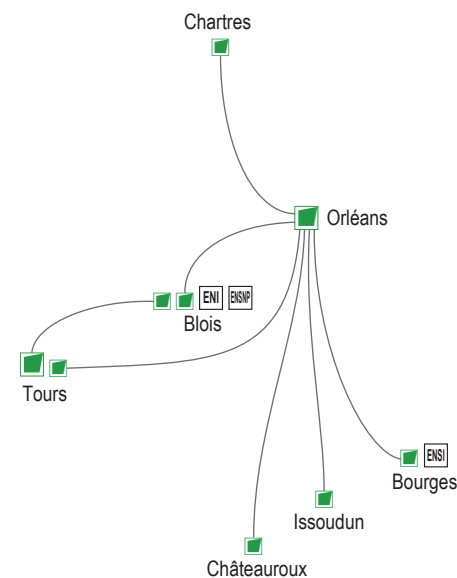 Chartres
Orléans
ENI ENSNP
Blois
Tours
ENSI
Bourges
Issoudun
Châteauroux